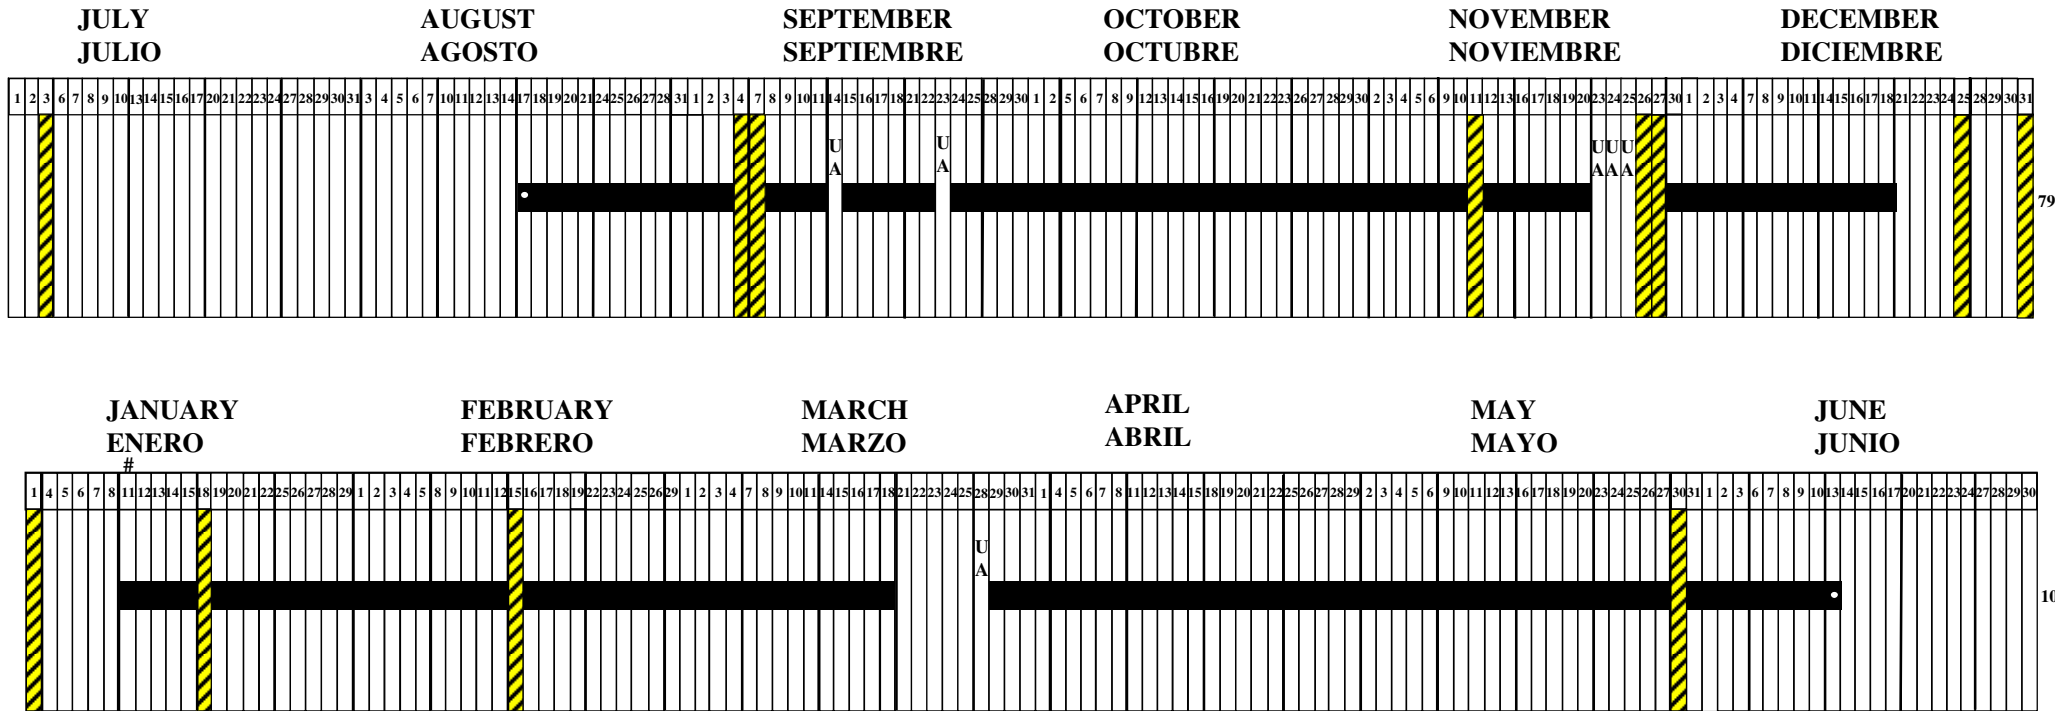 JULY AUGUST SEPTEMBER OCTOBER NOVEMBER DECEMBER
JULIO AGOSTO SEPTIEMBRE OCTUBRE NOVIEMBRE DICIEMBRE
1 2 3 6 7 8 9 10 13 14 15 16 17 20 21 22 23 24 27 28 29 30 31 3 4 5 6 7 10 11 12 13 14 17 18 19 20 21 24 25 26 27 28 31 1 2 3 4 7 8 9 10 11 14 15 16 17 18 21 22 23 24 25 28 29 30 1 2 5 6 7 8 9 12 13 14 15 16 19 20 21 22 23 26 27 28 29 30 2 3 4 5 6 9 10 11 12 13 16 17 18 19 20 23 24 25 26 27 30 1 2 3 4 7 8 9 10 11 14 15 16 17 18 21 22 23 24 25 28 29 30 31
U U U U U
A A A A A
79
JANUARY FEBRUARY MARCH APRIL MAY JUNE
ENERO FEBRERO MARZO ABRIL MAYO JUNIO
#
1 4 5 6 7 8 11 12 13 14 15 18 19 20 21 22 25 26 27 28 29 1 2 3 4 5 8 9 10 11 12 15 16 17 18 19 22 23 24 25 26 29 1 2 3 4 7 8 9 10 11 14 15 16 17 18 21 22 23 24 25 28 29 30 31 1 4 5 6 7 8 11 12 13 14 15 18 19 20 21 22 25 26 27 28 29 2 3 4 5 6 9 10 11 12 13 16 17 18 19 20 23 24 25 26 27 30 31 1 2 3 6 7 8 9 10 13 14 15 16 17 20 21 22 23 24 27 28 29 30
U
A
10